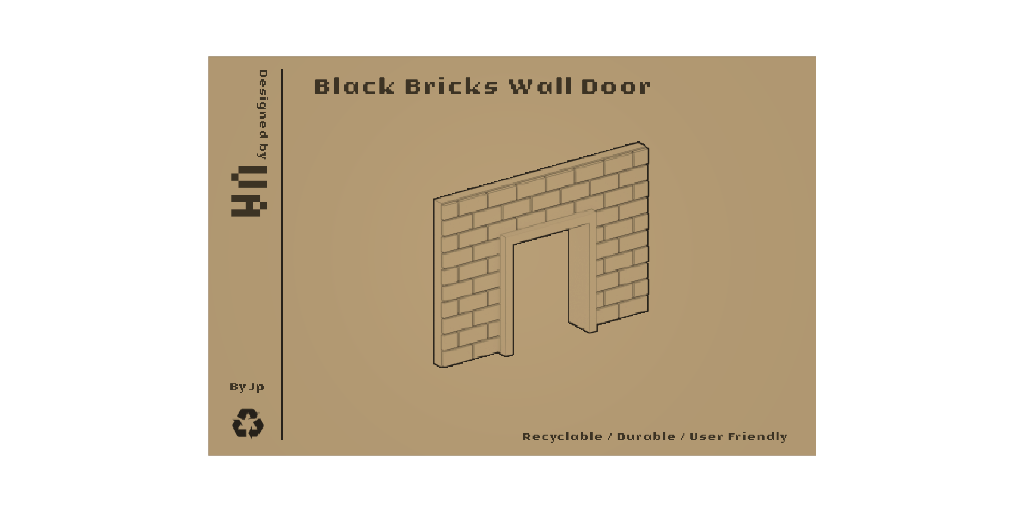 Black Bricks Wall Door
Designed by
By Jp
Recyclable / Durable / User Friendly